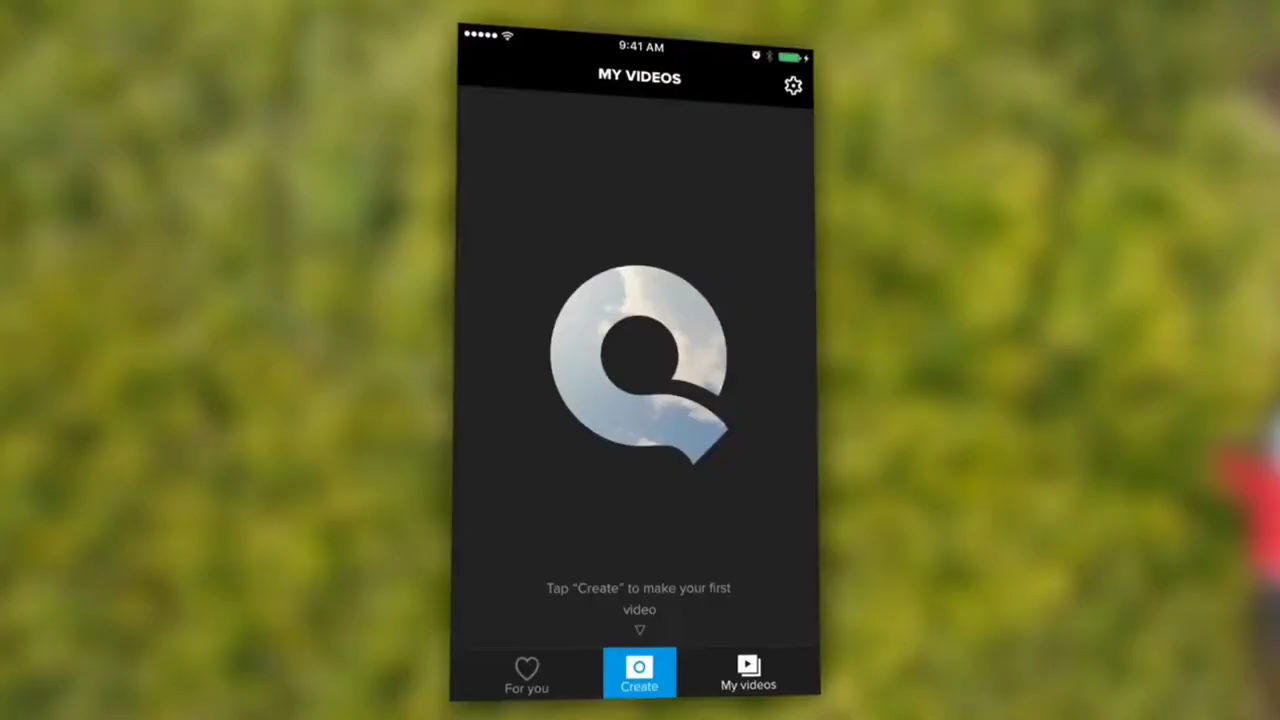 9:41 AM
MY VIDEOS
Tap “Create” to make your first
video
For you
Create
My videos